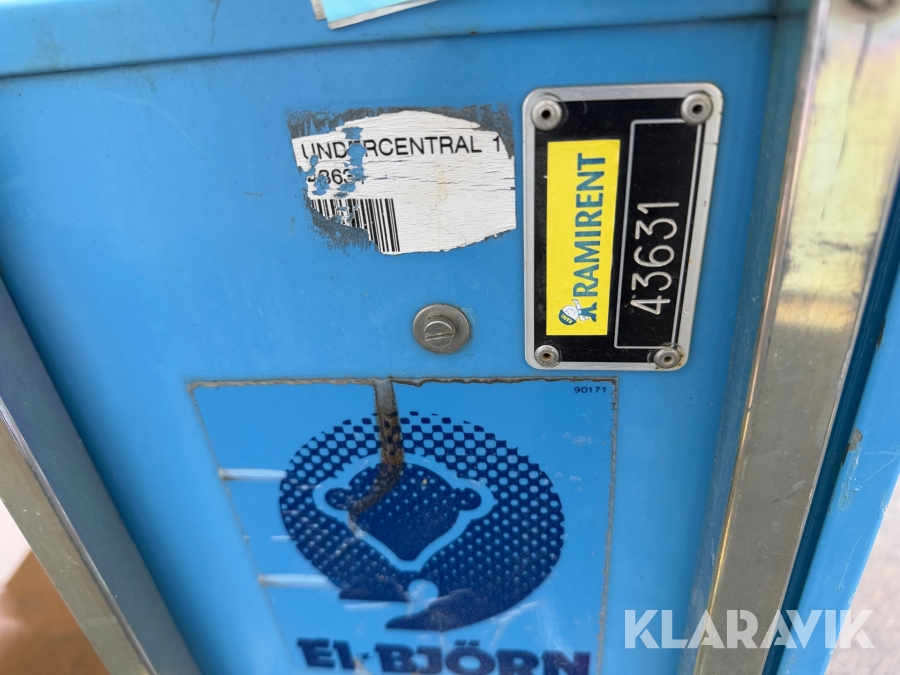 UNDERCENTRAL 1
RAMIRENT
43631
90171
El-BJÖRN
KLARAVIK